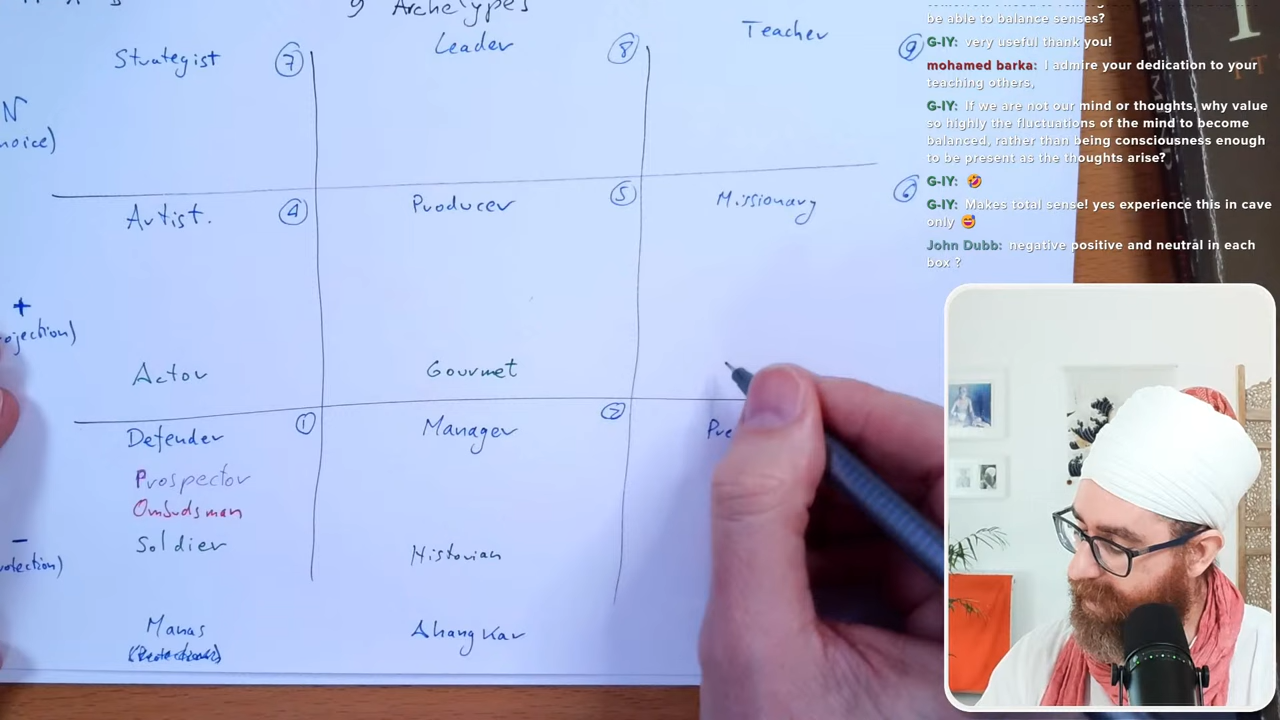 9 Archetypes
Strategist
7
Leader
8
Teacher
9
N
Artist.
4
Producer
5
Missionary
6
+
Actor
Gourmet
Defender
1
Manager
2
Prospector
Ombudsman
Soldier
Historian
-
Manas
Ahangkar
be able to balance senses?
G-IY: very useful thank you!
mohamed barka: I admire your dedication to your
teaching others,
G-IY: If we are not our mind or thoughts, why value
so highly the fluctuations of the mind to become
balanced, rather than being consciousness enough
to be present as the thoughts arise?
G-IY: 🤣
G-IY: Makes total sense! yes experience this in cave
only 😅
John Dubb: negative positive and neutral in each
box ?